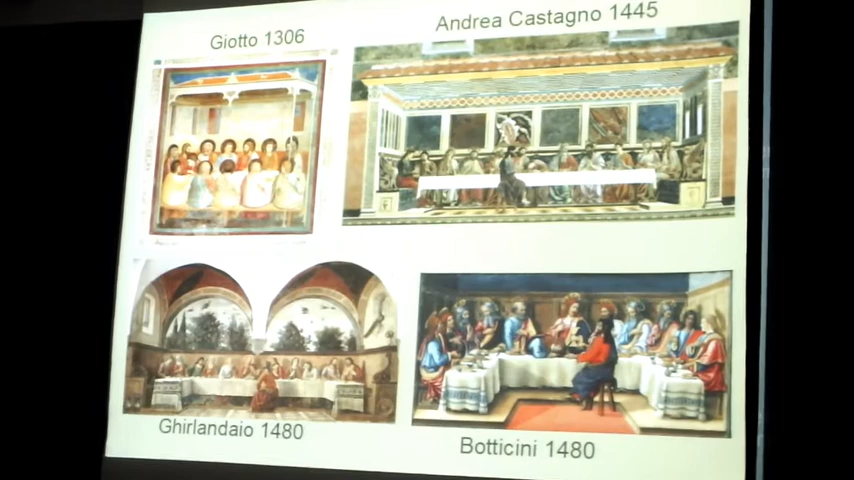 Giotto 1306
Andrea Castagno 1445
Ghirlandaio 1480
Botticini 1480